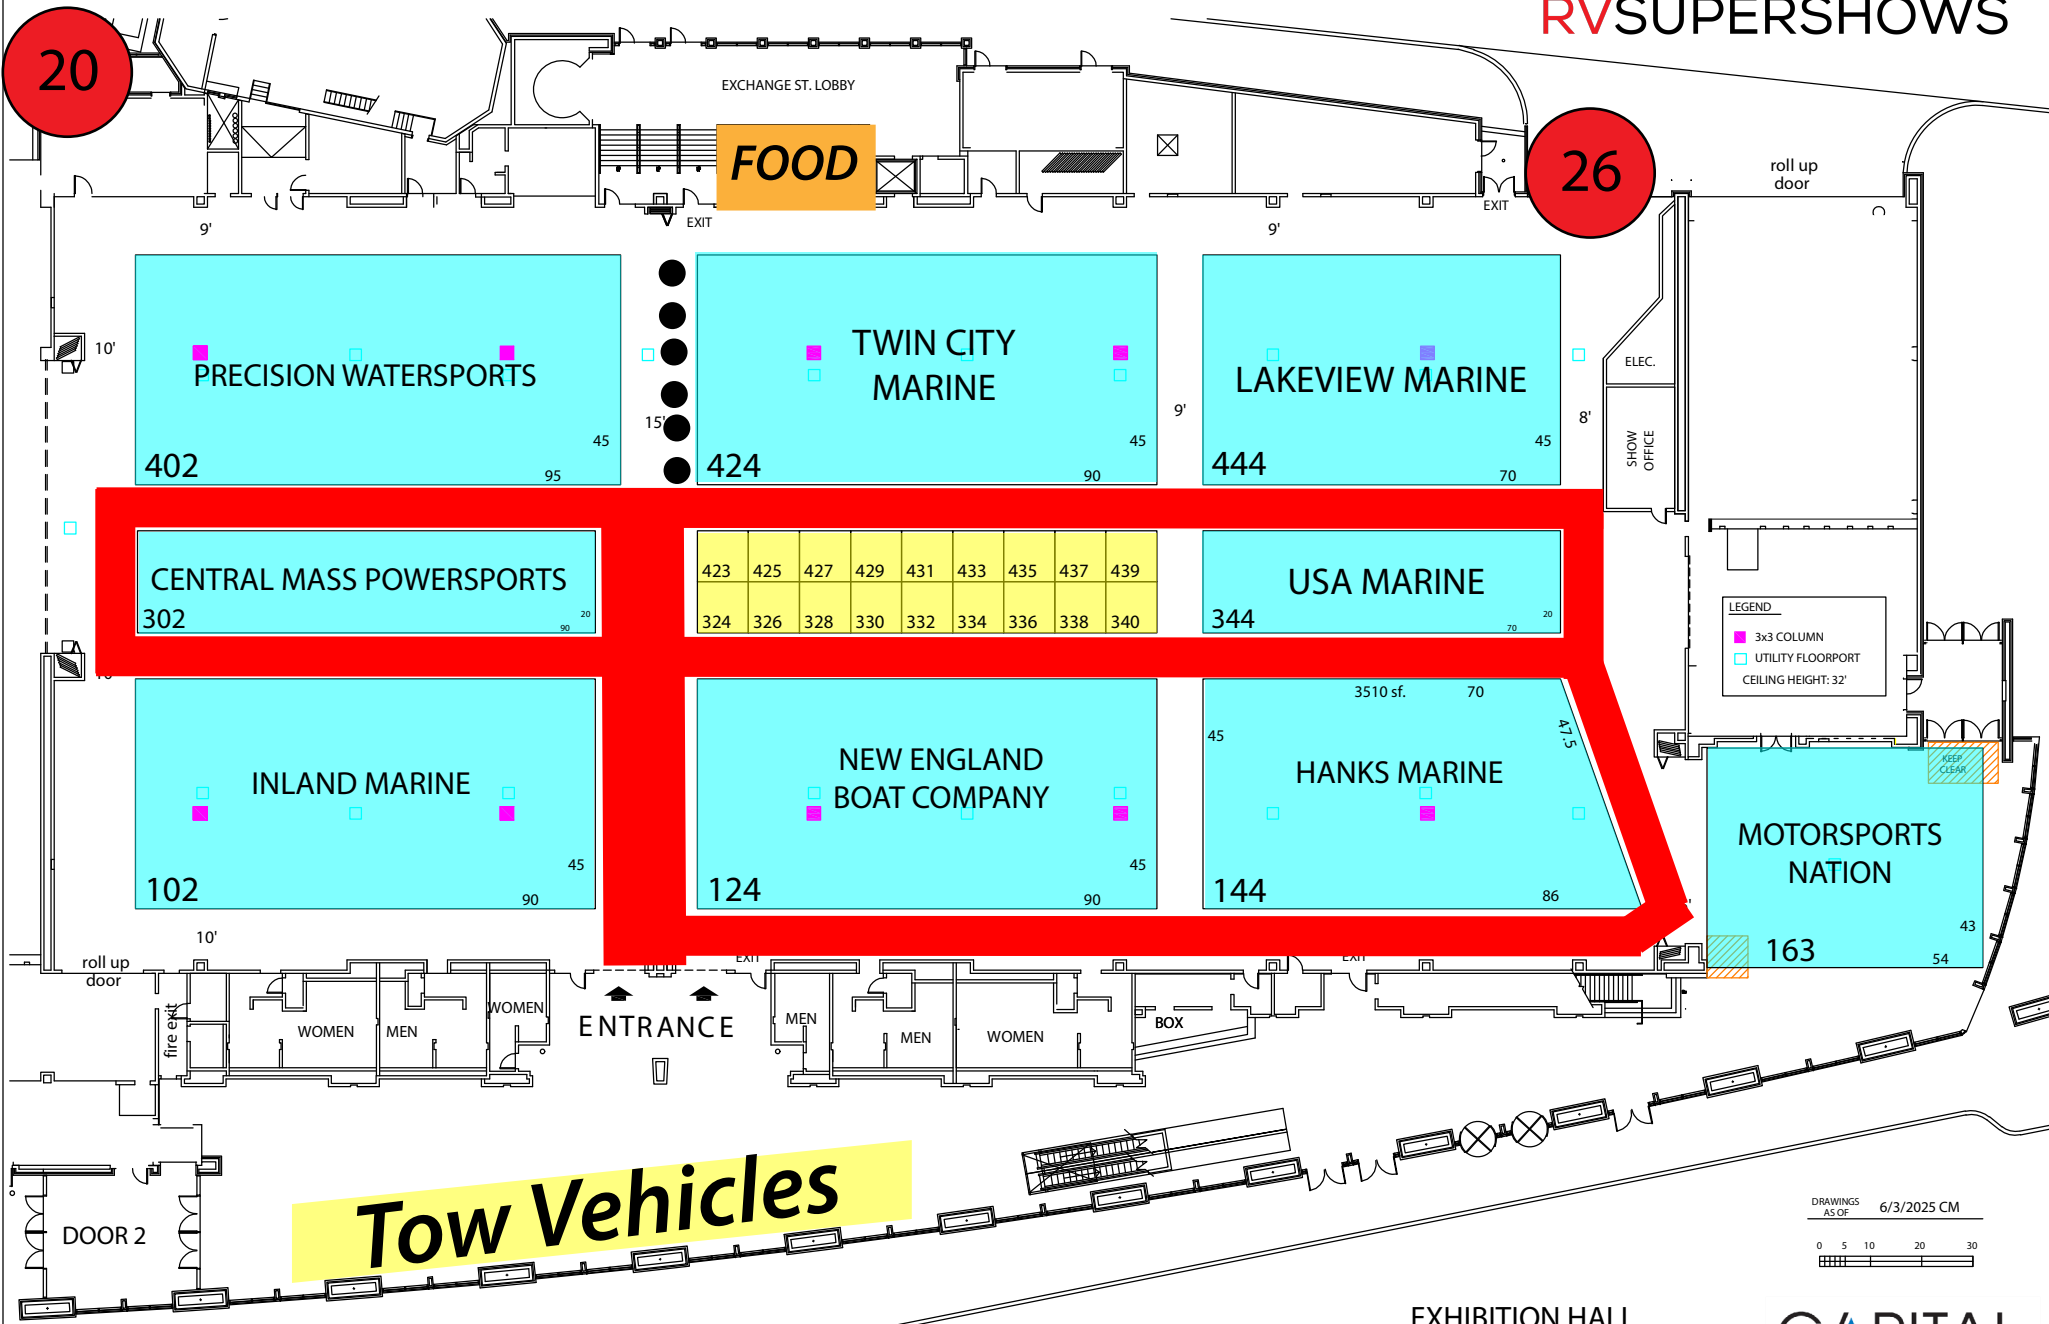 RVSUPERSHOWS
20
EXCHANGE ST. LOBBY
FOOD
26
roll up
door
EXIT
EXIT
9'
9'
10'
PRECISION WATERSPORTS
402
45
95
15'
TWIN CITY
MARINE
424
45
90
9'
LAKEVIEW MARINE
444
45
70
8'
ELEC.
SHOW
OFFICE
CENTRAL MASS POWERSPORTS
302
20
90
423 425 427 429 431 433 435 437 439
324 326 328 330 332 334 336 338 340
USA MARINE
344
20
70
LEGEND
3x3 COLUMN
UTILITY FLOORPORT
CEILING HEIGHT: 32'
INLAND MARINE
102
45
90
NEW ENGLAND
BOAT COMPANY
124
45
90
3510 sf. 70
45
47.5
HANKS MARINE
144
86
KEEP
CLEAR
MOTORSPORTS
NATION
163
43
54
10'
roll up
door
fire exit
WOMEN
MEN
WOMEN
ENTRANCE
EXIT
MEN
MEN
WOMEN
BOX
EXIT
DOOR 2
Tow Vehicles
DRAWINGS
AS OF
6/3/2025 CM
0 5 10 20 30
EXHIBITION HALL
CAPITAL